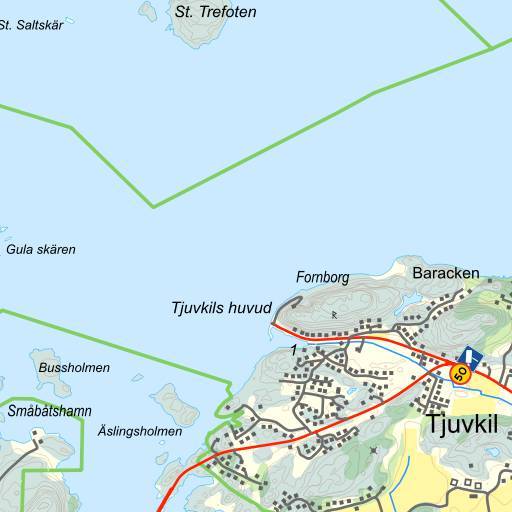 St. Trefoten
St. Saltskär
Gula skären
Fornborg
Baracken
Tjuvkils huvud
1
R
50
Bussholmen
Småbåtshamn
Äslingsholmen
Tjuvkil